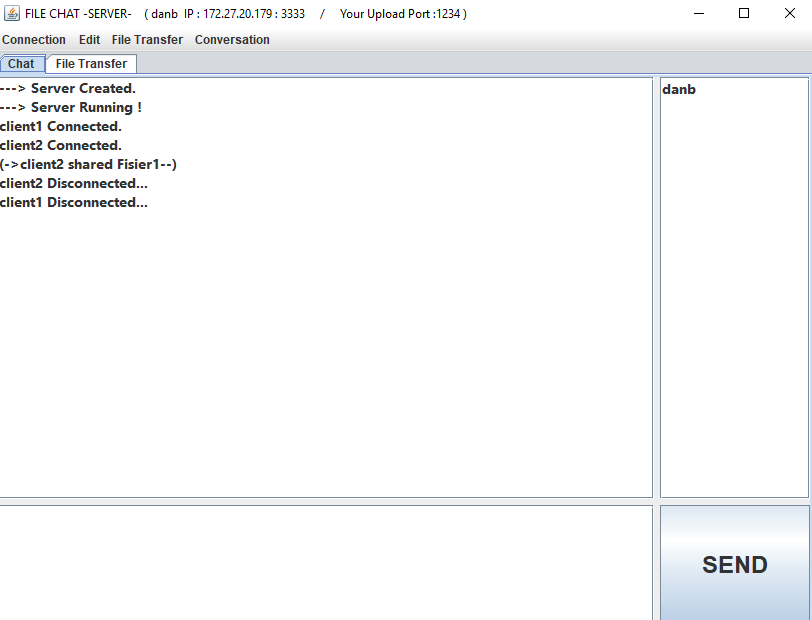 FILE CHAT -SERVER- ( danb IP : 172.27.20.179 : 3333 / Your Upload Port :1234 )
Connection Edit File Transfer Conversation
Chat File Transfer
---> Server Created.
---> Server Running !
client1 Connected.
client2 Connected.
(->client2 shared Fisier1--)
client2 Disconnected...
client1 Disconnected...
danb
SEND